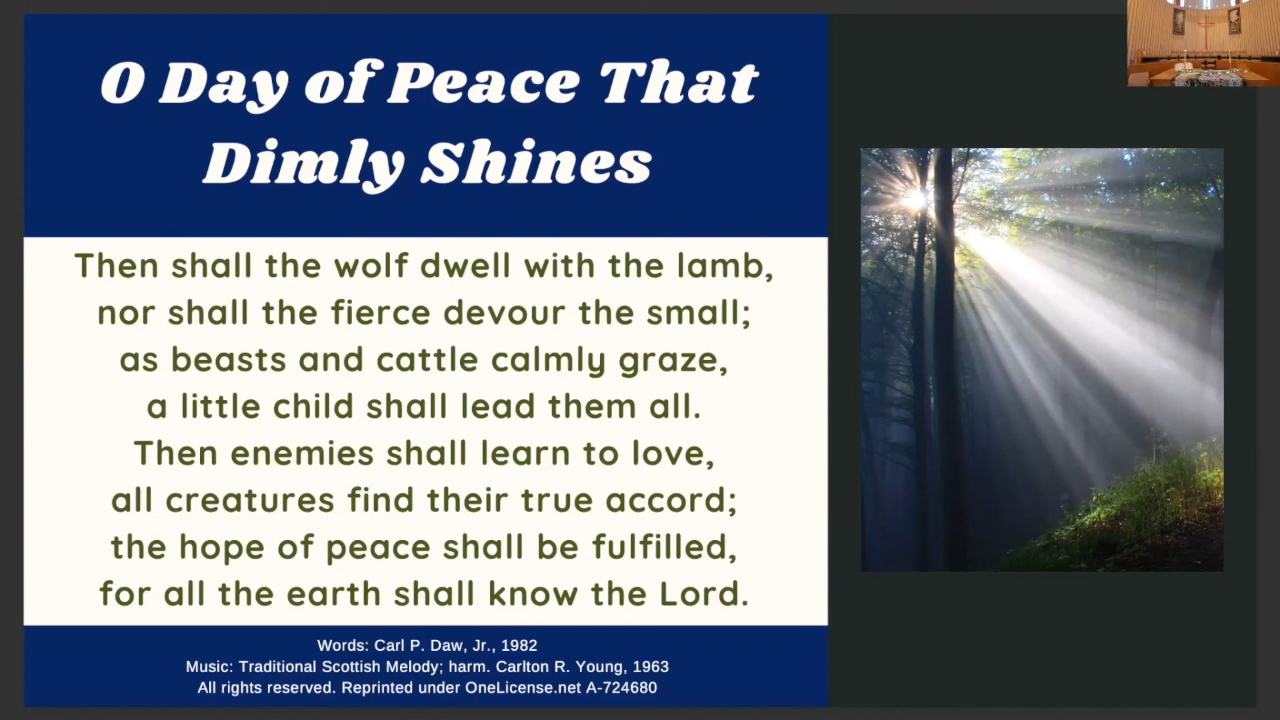 O Day of Peace That
Dimly Shines
Then shall the wolf dwell with the lamb,
nor shall the fierce devour the small;
as beasts and cattle calmly graze,
a little child shall lead them all.
Then enemies shall learn to love,
all creatures find their true accord;
the hope of peace shall be fulfilled,
for all the earth shall know the Lord.
Words: Carl P. Daw, Jr., 1982
Music: Traditional Scottish Melody; harm. Carlton R. Young, 1963
All rights reserved. Reprinted under OneLicense.net A-724680